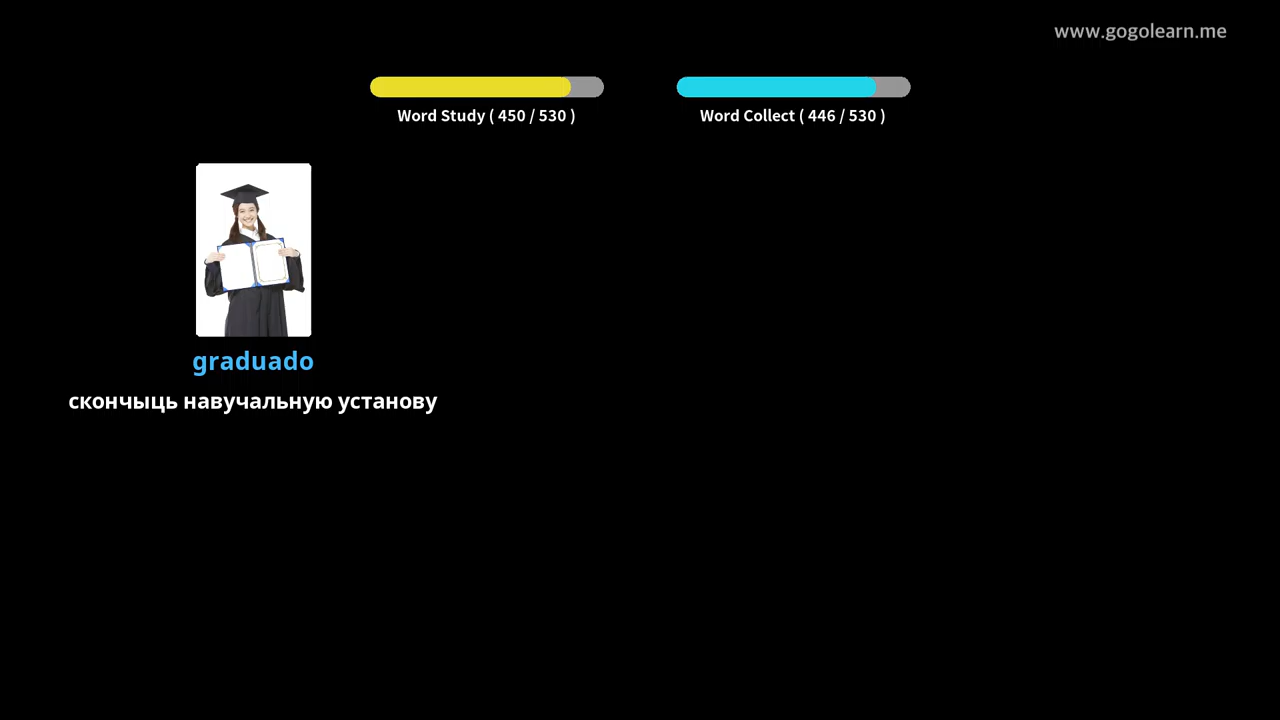 www.gogolearn.me
Word Study ( 450 / 530 )
Word Collect ( 446 / 530 )
graduado
скончыць навучальную установу